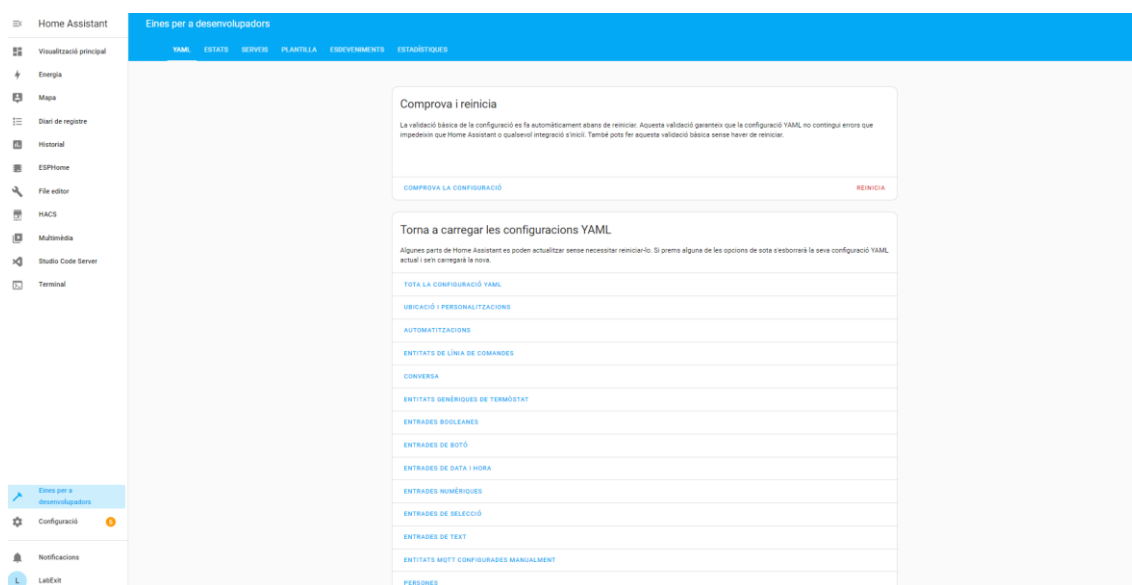 Home Assistant
Visualització principal
Energia
Mapa
Diari de registre
Historial
ESPHome
File editor
HACS
Multimèdia
Studio Code Server
Terminal
Eines per a
desenvolupadors
Configuració 5
Notificacions
L LabExit
Eines per a desenvolupadors
YAML ESTATS SERVEIS PLANTILLA ESDEVENIMENTS ESTADÍSTIQUES
Comprova i reinicia
La validació bàsica de la configuració es fa automàticament abans de reiniciar. Aquesta validació garanteix que la configuració YAML no contingui errors que
impedeixin que Home Assistant o qualsevol integració s'iniciï. També pots fer aquesta validació bàsica sense haver de reiniciar.
COMPROVA LA CONFIGURACIÓ REINICIA
Torna a carregar les configuracions YAML
Algunes parts de Home Assistant es poden actualitzar sense necessitar reiniciar-lo. Si prems alguna de les opcions de sota s'esborrarà la seva configuració YAML
actual i se'n carregarà la nova.
TOTA LA CONFIGURACIÓ YAML
UBICACIÓ I PERSONALITZACIONS
AUTOMATITZACIONS
ENTITATS DE LÍNIA DE COMANDES
CONVERSA
ENTITATS GENÈRIQUES DE TERMÒSTAT
ENTRADES BOOLEANES
ENTRADES DE BOTÓ
ENTRADES DE DATA I HORA
ENTRADES NUMÈRIQUES
ENTRADES DE SELECCIÓ
ENTRADES DE TEXT
ENTITATS MQTT CONFIGURADES MANUALMENT
PERSONES